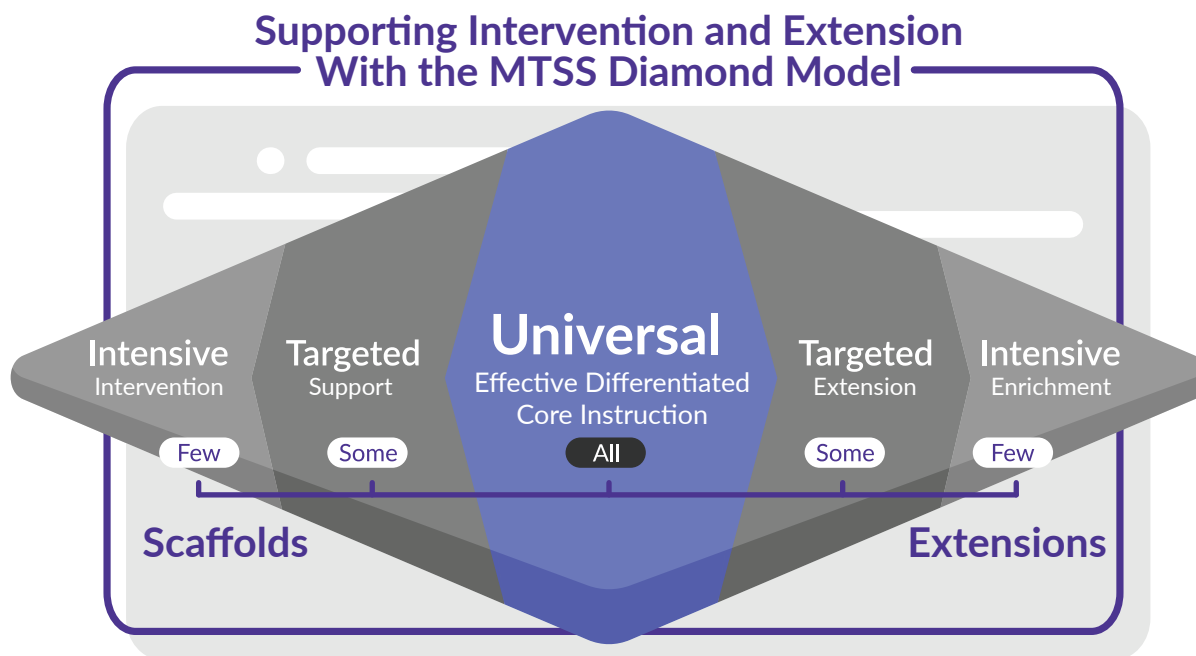 Supporting Intervention and Extension
With the MTSS Diamond Model
Intensive
Intervention
Few
Targeted
Support
Some
Universal
Effective Differentiated
Core Instruction
All
Targeted
Extension
Some
Intensive
Enrichment
Few
Scaffolds
Extensions